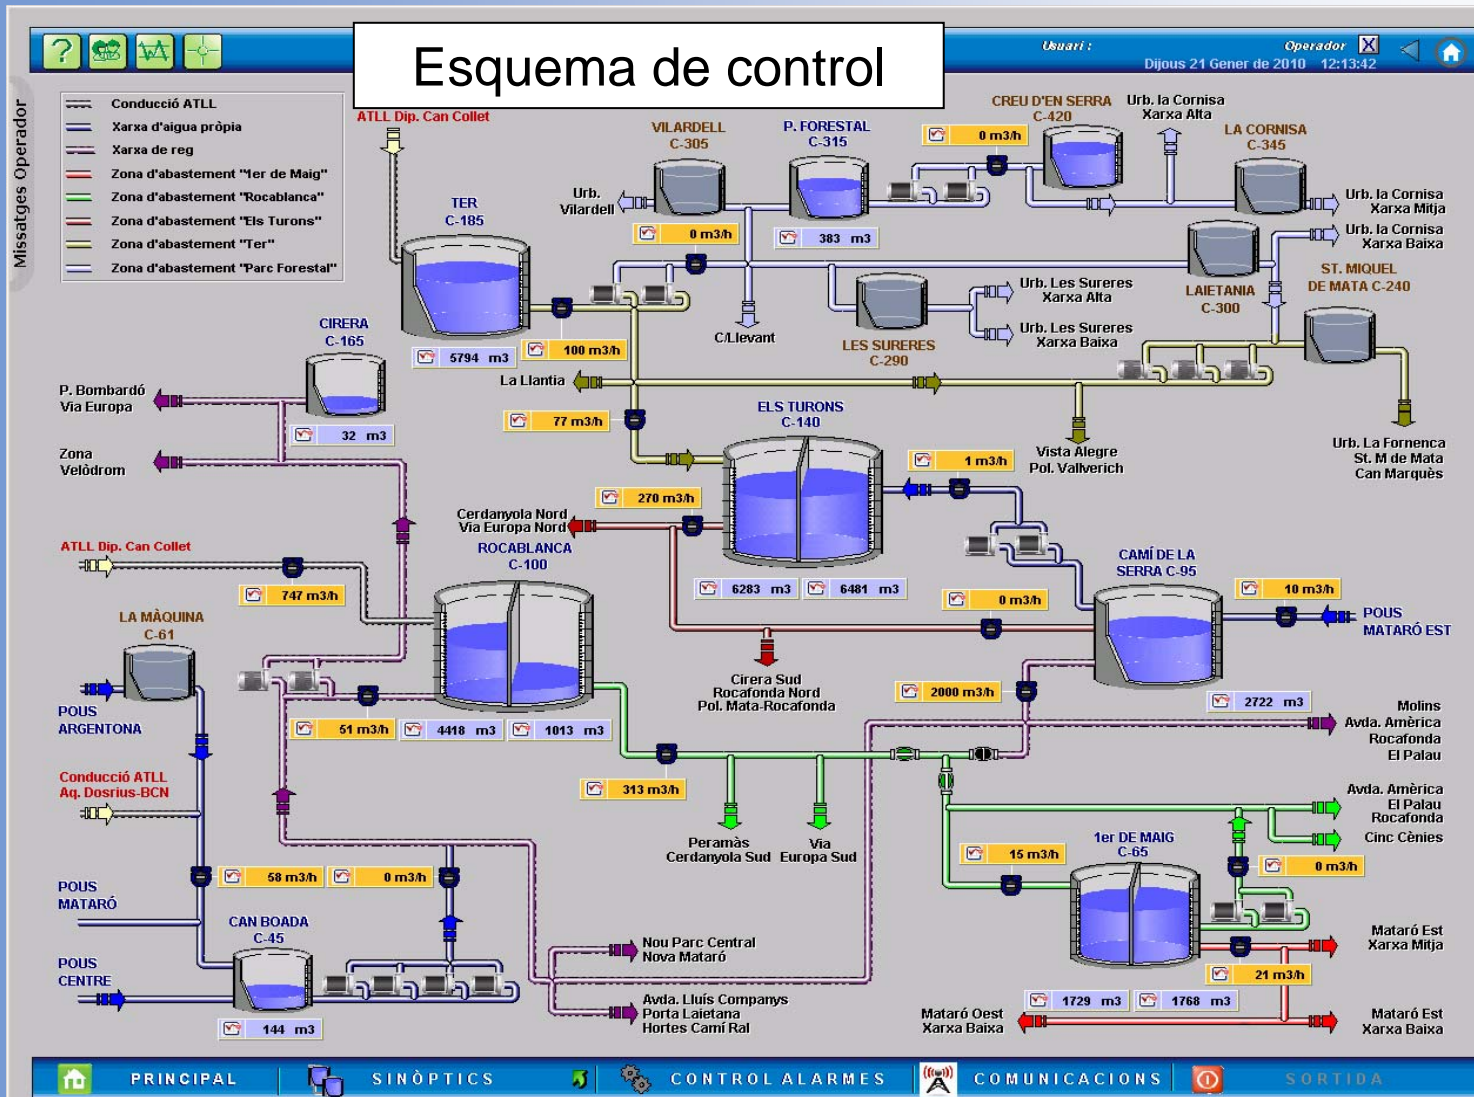 Esquema de control
Usuari :
Operador
X
Dijous 21 Gener de 2010 12:13:42
?
Missatges Operador
Conducció ATLL
Xarxa d'aigua pròpia
Xarxa de reg
Zona d'abastement "1er de Maig"
Zona d'abastement "Rocablanca"
Zona d'abastement "Els Turons"
Zona d'abastement "Ter"
Zona d'abastement "Parc Forestal"
ATLL Dip. Can Collet
VILARDELL
C-305
P. FORESTAL
C-315
0 m3/h
CREU D'EN SERRA
C-420
Urb. la Cornisa
Xarxa Alta
LA CORNISA
C-345
Urb.
Vilardell
0 m3/h
383 m3
Urb. la Cornisa
Xarxa Mitja
Urb. la Cornisa
Xarxa Baixa
TER
C-185
5794 m3
100 m3/h
LAIETANIA
C-300
ST. MIQUEL
DE MATA C-240
Urb. Les Sureres
Xarxa Alta
Urb. Les Sureres
Xarxa Baixa
LES SURERES
C-290
C/Llevant
CIRERA
C-165
32 m3
P. Bombardó
Via Europa
Zona
Velòdrom
La Llantia
77 m3/h
ELS TURONS
C-140
1 m3/h
Vista Alegre
Pol. Vallverich
Urb. La Fornenca
St. M de Mata
Can Marquès
270 m3/h
Cerdanyola Nord
Via Europa Nord
6283 m3
6481 m3
ATLL Dip. Can Collet
747 m3/h
ROCABLANCA
C-100
CAMÍ DE LA
SERRA C-95
0 m3/h
10 m3/h
POUS
MATARÓ EST
LA MÀQUINA
C-61
POUS
ARGENTONA
Cirera Sud
Rocafonda Nord
Pol. Mata-Rocafonda
2000 m3/h
2722 m3
51 m3/h
4418 m3
1013 m3
Molins
Avda. Amèrica
Rocafonda
El Palau
Conducció ATLL
Aq. Dosrius-BCN
313 m3/h
Avda. Amèrica
El Palau
Rocafonda
Cinc Cènies
Peramàs
Cerdanyola Sud
Via
Europa Sud
15 m3/h
1er DE MAIG
C-65
0 m3/h
58 m3/h
0 m3/h
POUS
MATARÓ
CAN BOADA
C-45
POUS
CENTRE
144 m3
Nou Parc Central
Nova Mataró
Avda. Lluís Companys
Porta Laietana
Hortes Camí Ral
Mataró Est
Xarxa Mitja
21 m3/h
1729 m3
1768 m3
Mataró Oest
Xarxa Baixa
Mataró Est
Xarxa Baixa
PRINCIPAL
SINÒPTICS
CONTROL ALARMES
COMUNICACIONS
SORTIDA